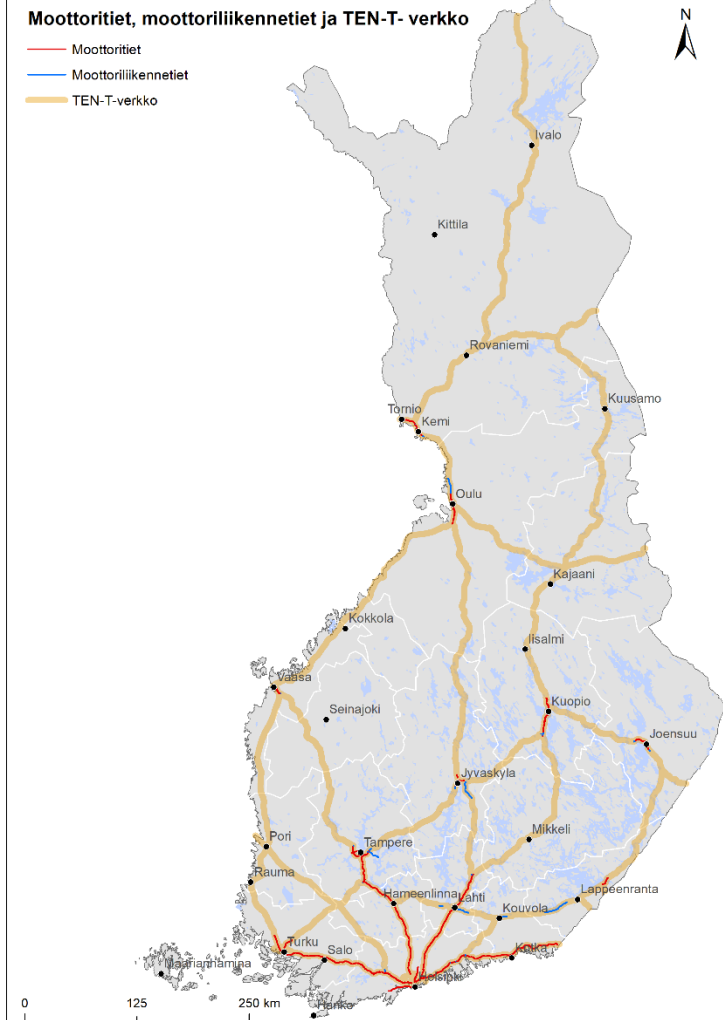 Moottoritiet, moottoriliikennetiet ja TEN-T- verkko
N
Moottoritiet
Moottoriliikennetiet
TEN-T-verkko
Ivalo
Kittila
Rovaniemi
Kuusamo
Tornio
Kemi
Oulu
Kajaani
Kokkola
Iisalmi
Vaasa
Seinajoki
Kuopio
Joensuu
Jyvaskyla
Pori
Tampere
Mikkeli
Rauma
Hameenlinna
Lahti
Lappeenranta
Kouvola
Turku
Salo
Kotka
Maarianhamina
Helsinki
Hanko
0 125 250 km